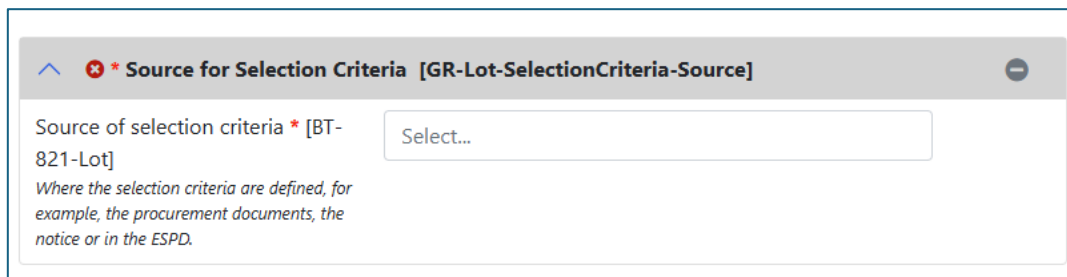 * Source for Selection Criteria [GR-Lot-SelectionCriteria-Source]
Source of selection criteria * [BT-
821-Lot]
Select...
Where the selection criteria are defined, for
example, the procurement documents, the
notice or in the ESPD.